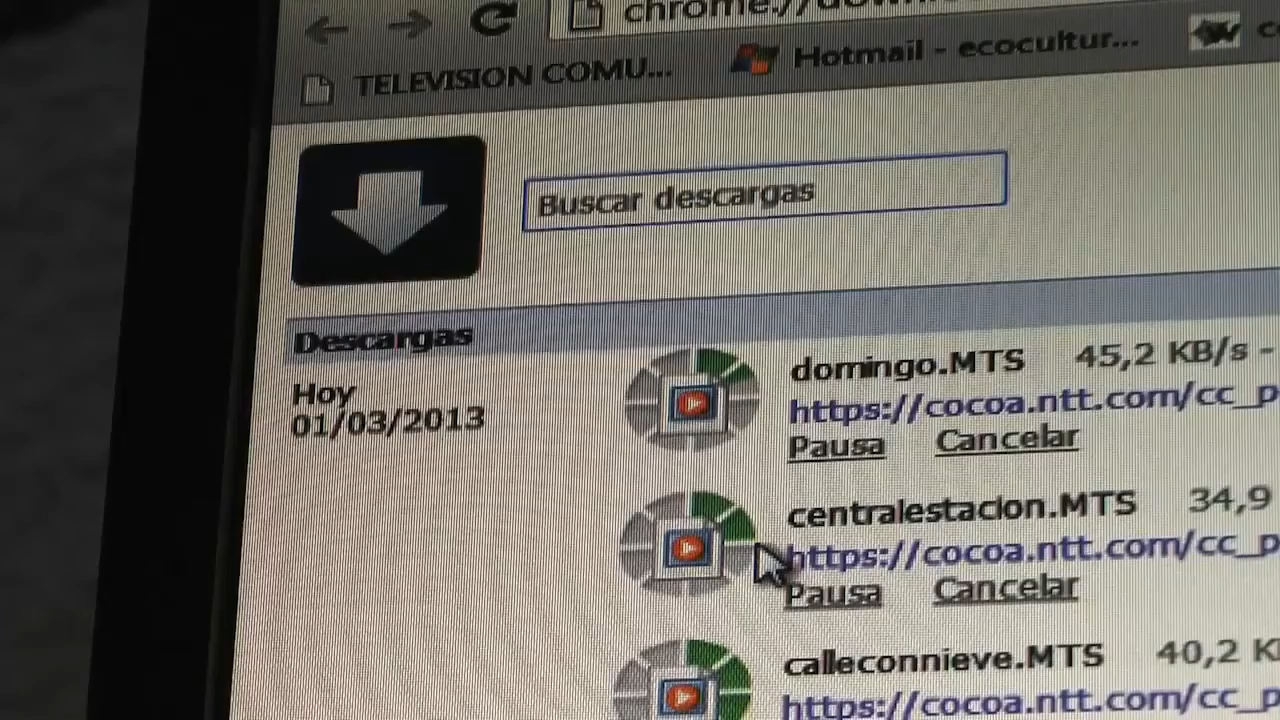 chrome://down
TELEVISION COMU...
Hotmail - ecocultur...
Buscar descargas
Descargas
Hoy
01/03/2013
domingo.MTS 45,2 KB/s -
https://cocoa.ntt.com/cc_p
Pausa Cancelar
centralestacion.MTS 34,9
https://cocoa.ntt.com/cc_p
Pausa Cancelar
calleconnieve.MTS 40,2 K
https://cocoa.ntt.com/cc_p